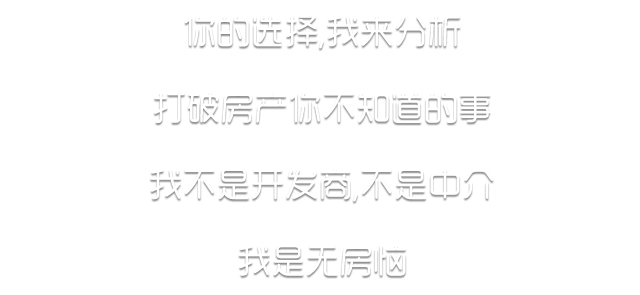 你的选择,我来分析
打破房产你不知道的事
我不是开发商,不是中介
我是无房恼